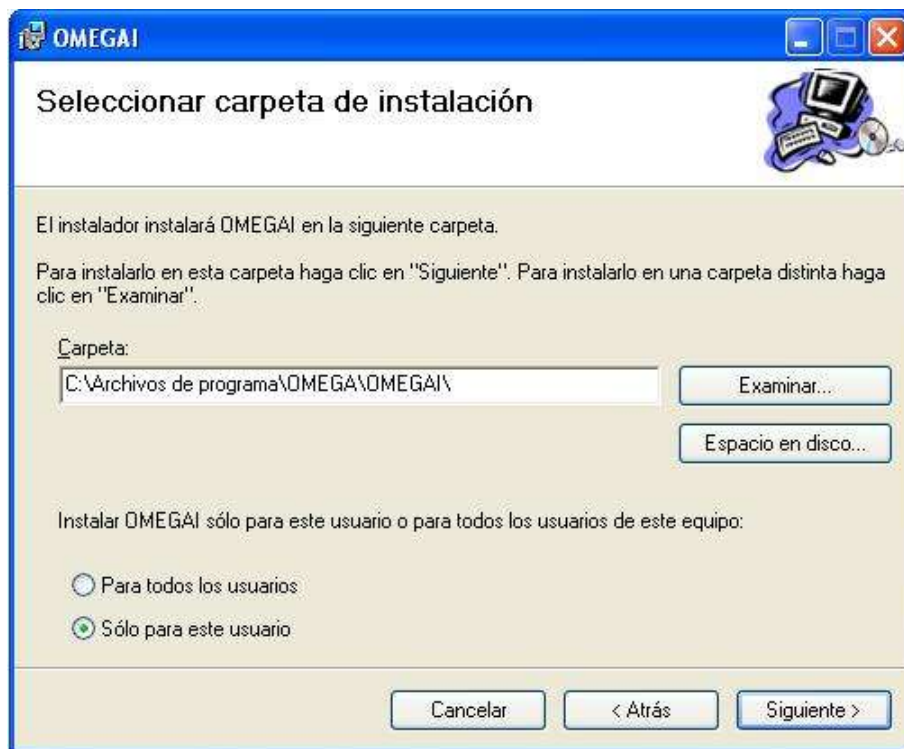 OMEGAI
Seleccionar carpeta de instalación
El instalador instalará OMEGAI en la siguiente carpeta.
Para instalarlo en esta carpeta haga clic en "Siguiente". Para instalarlo en una carpeta distinta haga
clic en "Examinar".
Carpeta:
C:\Archivos de programa\OMEGA\OMEGAI\
Examinar...
Espacio en disco...
Instalar OMEGAI sólo para este usuario o para todos los usuarios de este equipo:
Para todos los usuarios
Sólo para este usuario
Cancelar
< Atrás
Siguiente >